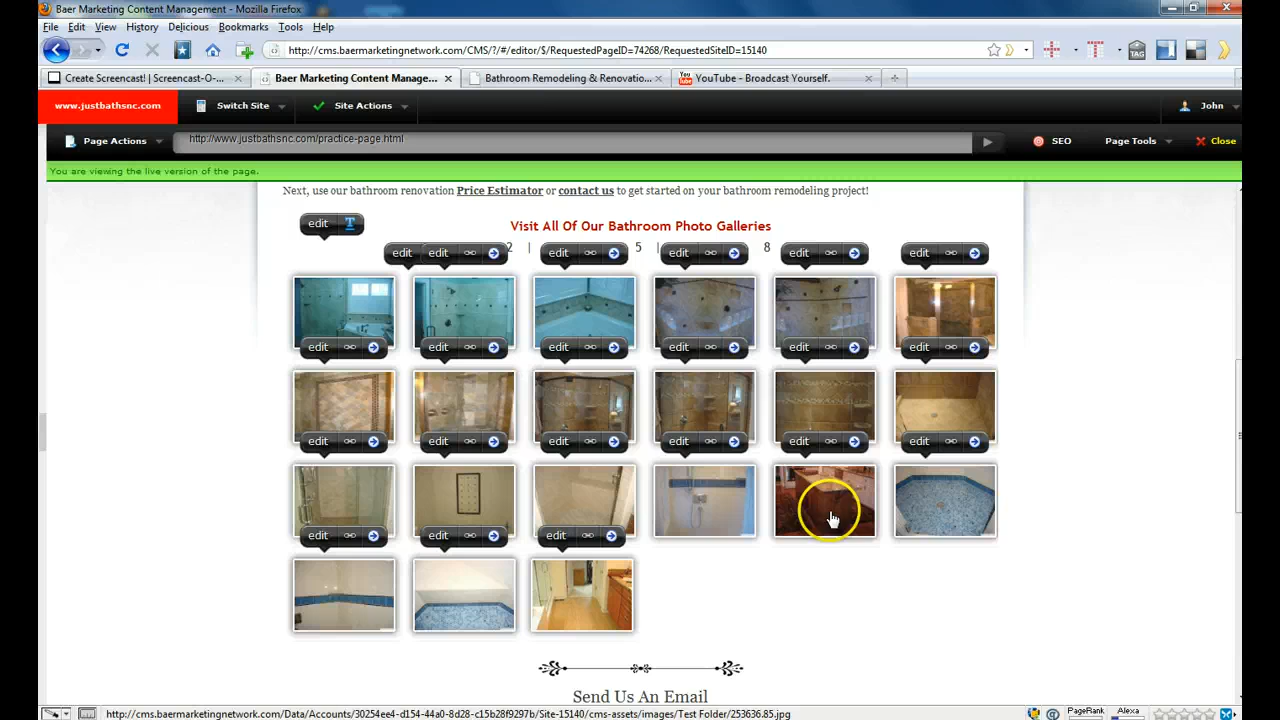 Baer Marketing Content Management - Mozilla Firefox
File Edit View History Delicious Bookmarks Tools Help
http://cms.baermarketingnetwork.com/CMS/?/#/editor/$/RequestedPageID=74268/RequestedSiteID=15140
TAG
Create Screencast! | Screencast-O-... Baer Marketing Content Manage... Bathroom Remodeling & Renovatio... You Tube YouTube - Broadcast Yourself.
www.justbathsnc.com Switch Site Site Actions John
Page Actions http://www.justbathsnc.com/practice-page.html SEO Page Tools Close
You are viewing the live version of the page.
Next, use our bathroom renovation Price Estimator or contact us to get started on your bathroom remodeling project!
edit T Visit All Of Our Bathroom Photo Galleries
edit edit 2 | edit 5 | edit 8 edit edit
edit edit edit edit edit edit
edit edit edit edit edit edit
edit edit edit
Send Us An Email
http://cms.baermarketingnetwork.com/Data/Accounts/30254ee4-d154-44a0-8d28-c15b28f9297b/Site-15140/cms-assets/images/Test Folder/253636.85.jpg PageRank Alexa